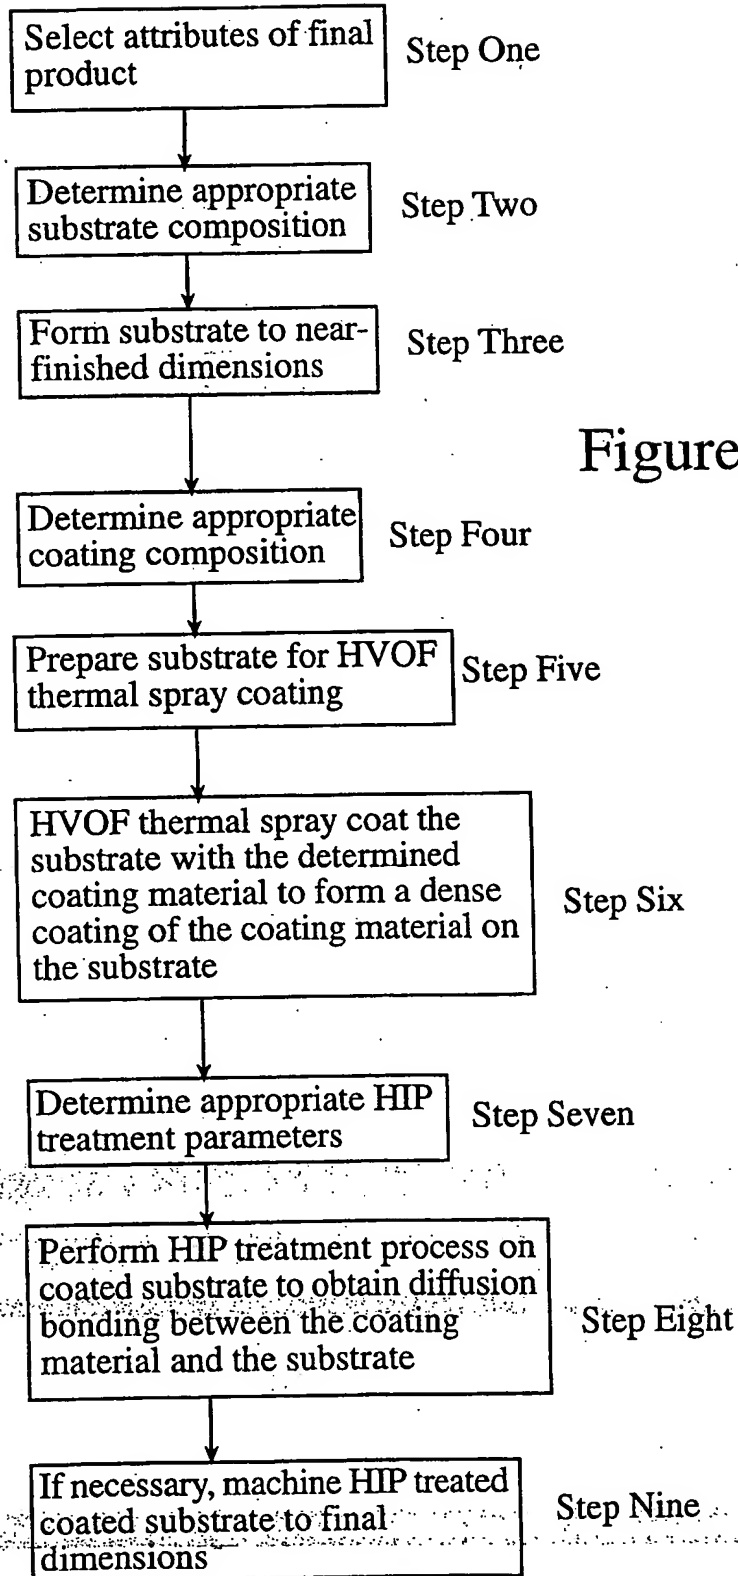 Select attributes of final
product
Step One
Determine appropriate
substrate composition
Step Two
Form substrate to near-
finished dimensions
Step Three
Figure
Determine appropriate
coating composition
Step Four
Prepare substrate for HVOF
thermal spray coating
Step Five
HVOF thermal spray coat the
substrate with the determined
coating material to form a dense
coating of the coating material on
the substrate
Step Six
Determine appropriate HIP
treatment parameters
Step Seven
Perform HIP treatment process on
coated substrate to obtain diffusion
bonding between the coating
material and the substrate
Step Eight
If necessary, machine HIP treated
coated substrate to final
dimensions
Step Nine